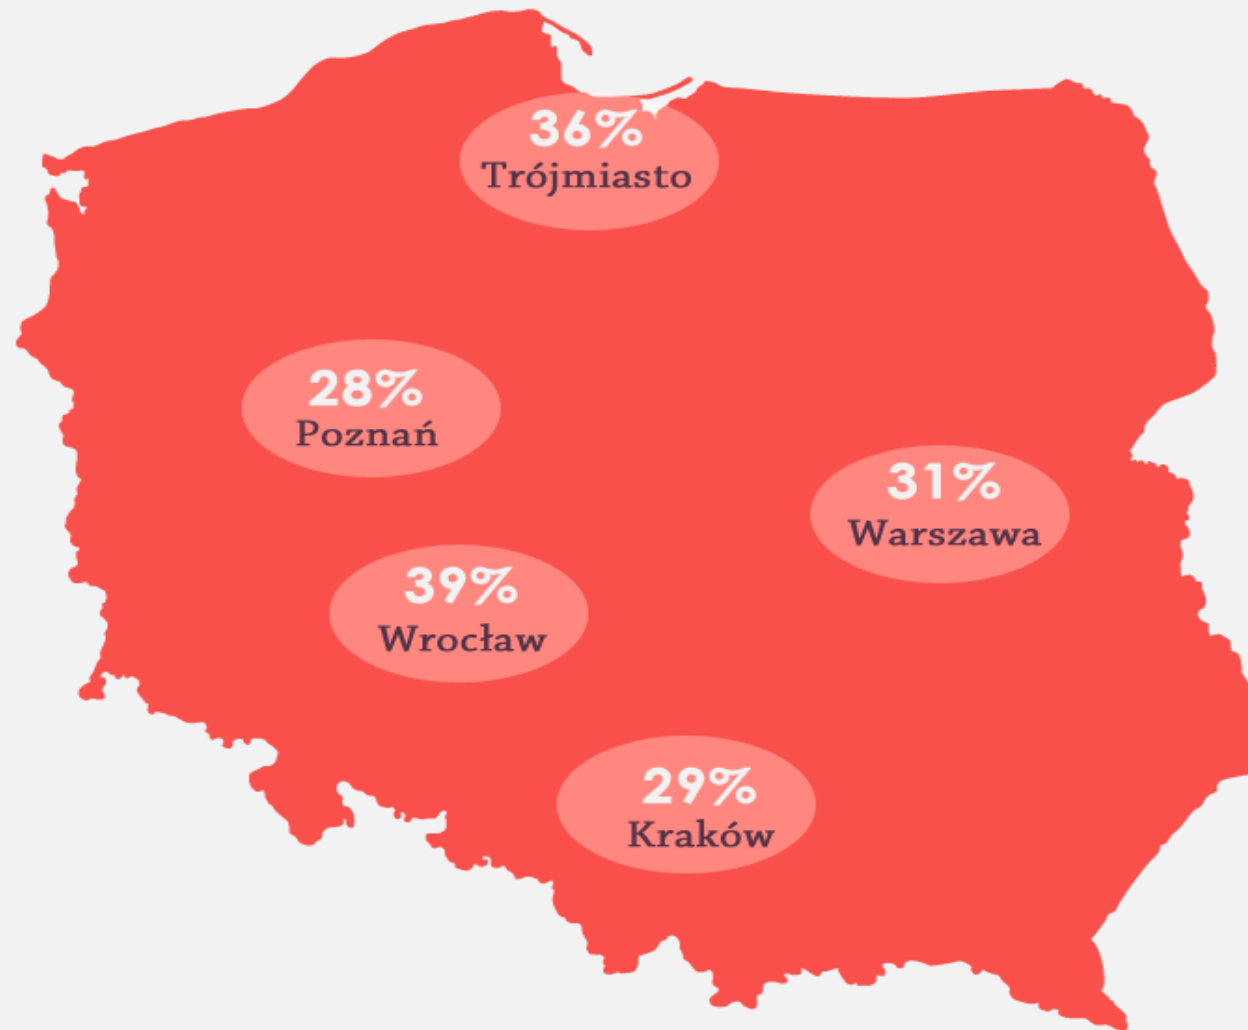 36%
Trójmiasto
28%
Poznań
31%
Warszawa
39%
Wrocław
29%
Kraków